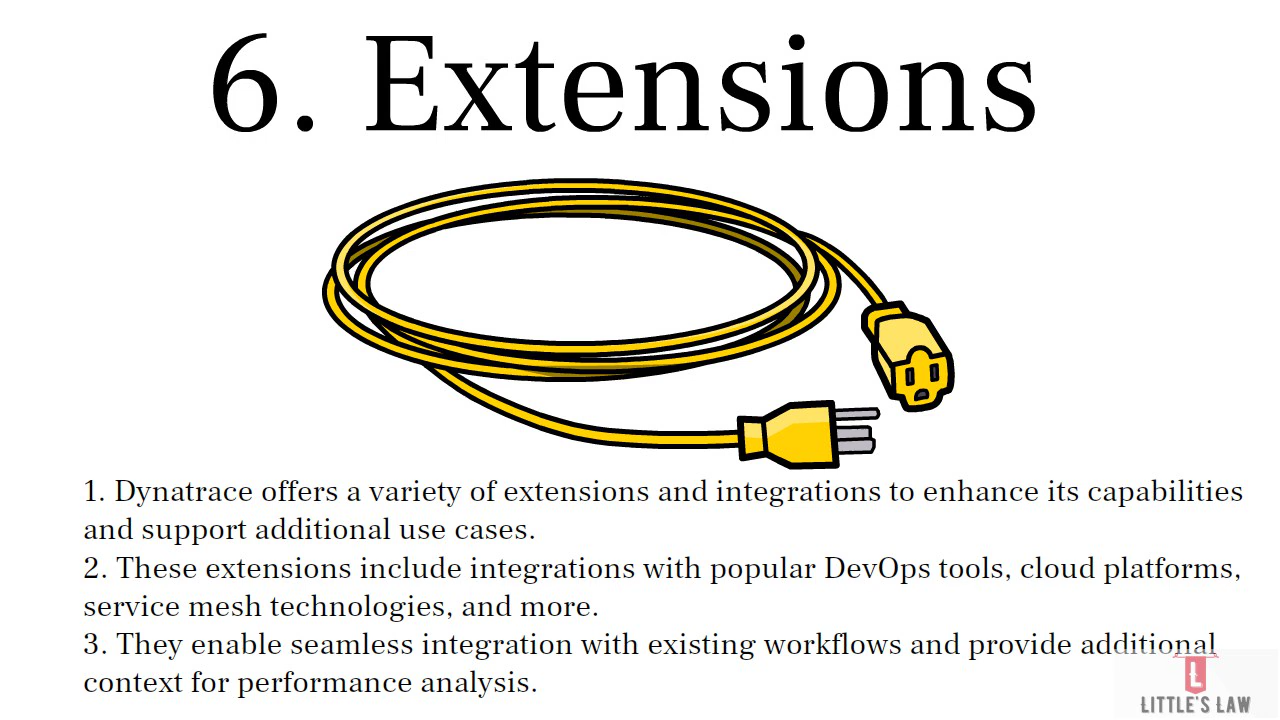 6. Extensions
1. Dynatrace offers a variety of extensions and integrations to enhance its capabilities
and support additional use cases.
2. These extensions include integrations with popular DevOps tools, cloud platforms,
service mesh technologies, and more.
3. They enable seamless integration with existing workflows and provide additional
context for performance analysis.
L
LITTLE'S LAW